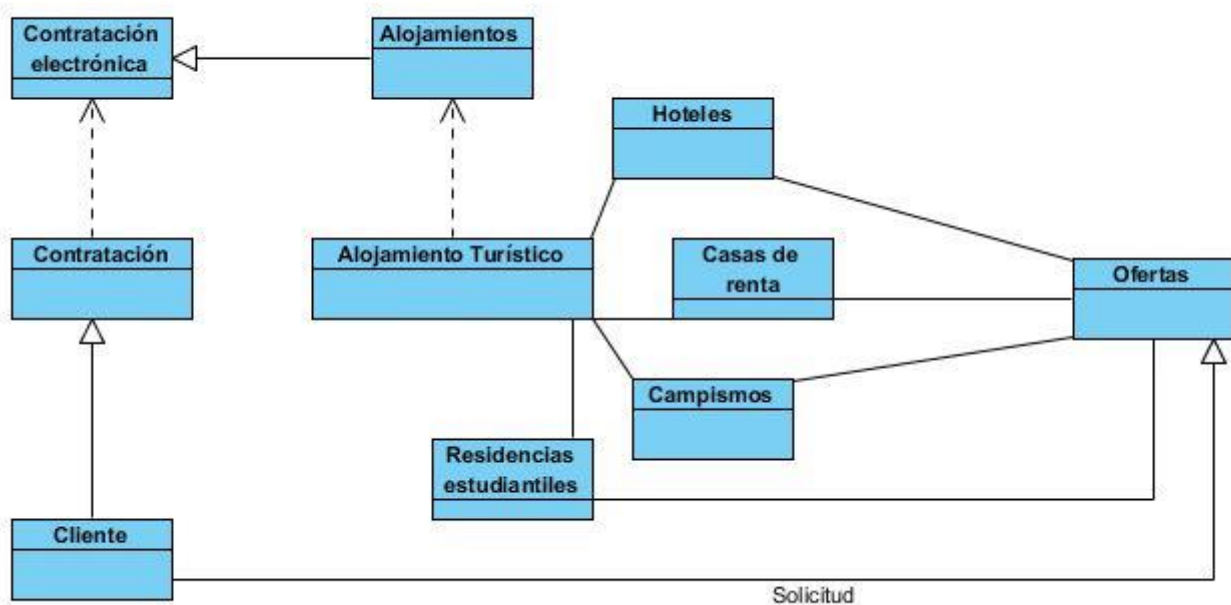 Contratación
electrónica
Alojamientos
Hoteles
Contratación
Alojamiento Turístico
Casas de
renta
Ofertas
Campismos
Residencias
estudiantiles
Cliente
Solicitud